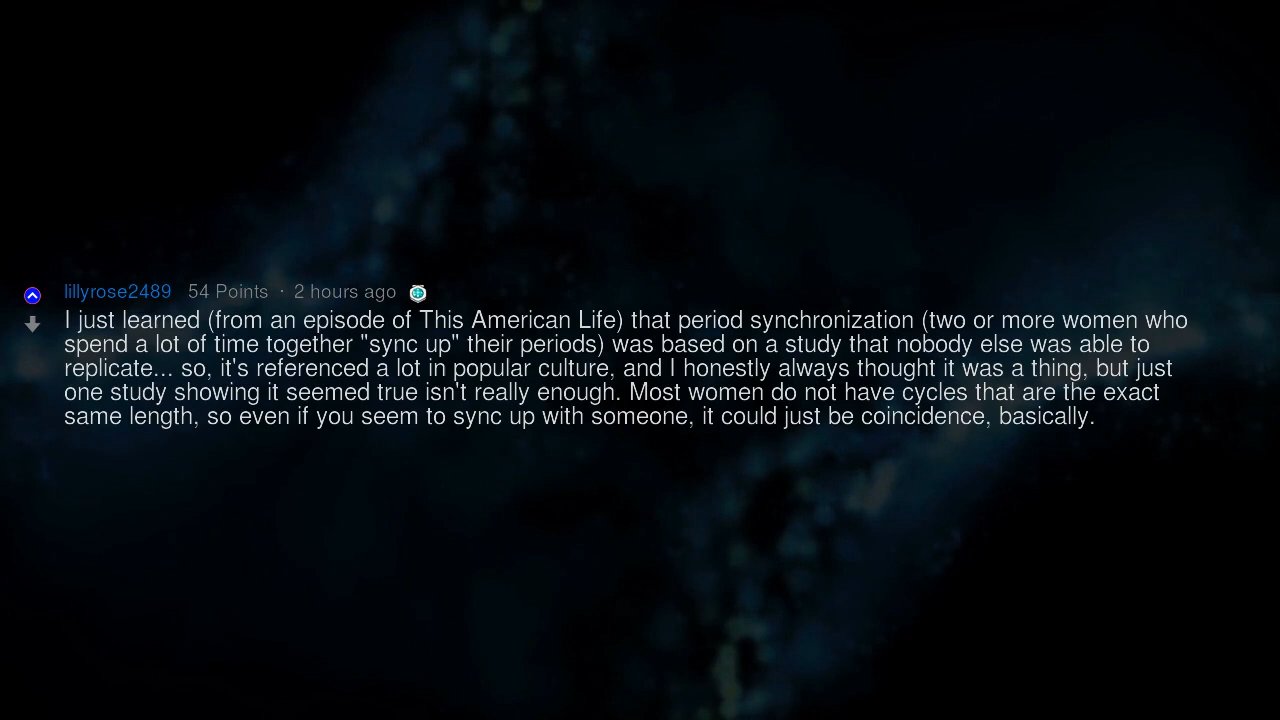 lillyrose2489 54 Points · 2 hours ago
I just learned (from an episode of This American Life) that period synchronization (two or more women who
spend a lot of time together "sync up" their periods) was based on a study that nobody else was able to
replicate... so, it's referenced a lot in popular culture, and I honestly always thought it was a thing, but just
one study showing it seemed true isn't really enough. Most women do not have cycles that are the exact
same length, so even if you seem to sync up with someone, it could just be coincidence, basically.